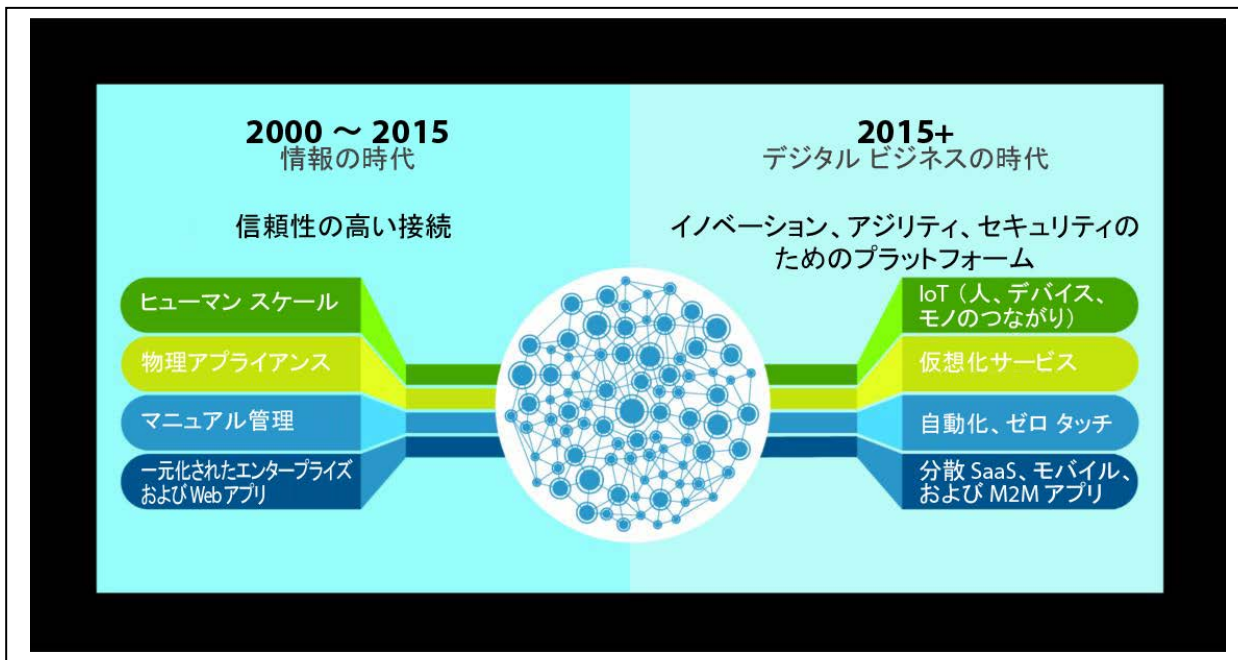 2000 ～ 2015
情報の時代
信頼性の高い接続
ヒューマン スケール
物理アプライアンス
マニュアル管理
一元化されたエンタープライズ
および Web アプリ
2015+
デジタル ビジネスの時代
イノベーション、アジリティ、セキュリティの
ためのプラットフォーム
IoT（人、デバイス、
モノのつながり）
仮想化サービス
自動化、ゼロ タッチ
分散 SaaS、モバイル、
および M2M アプリ